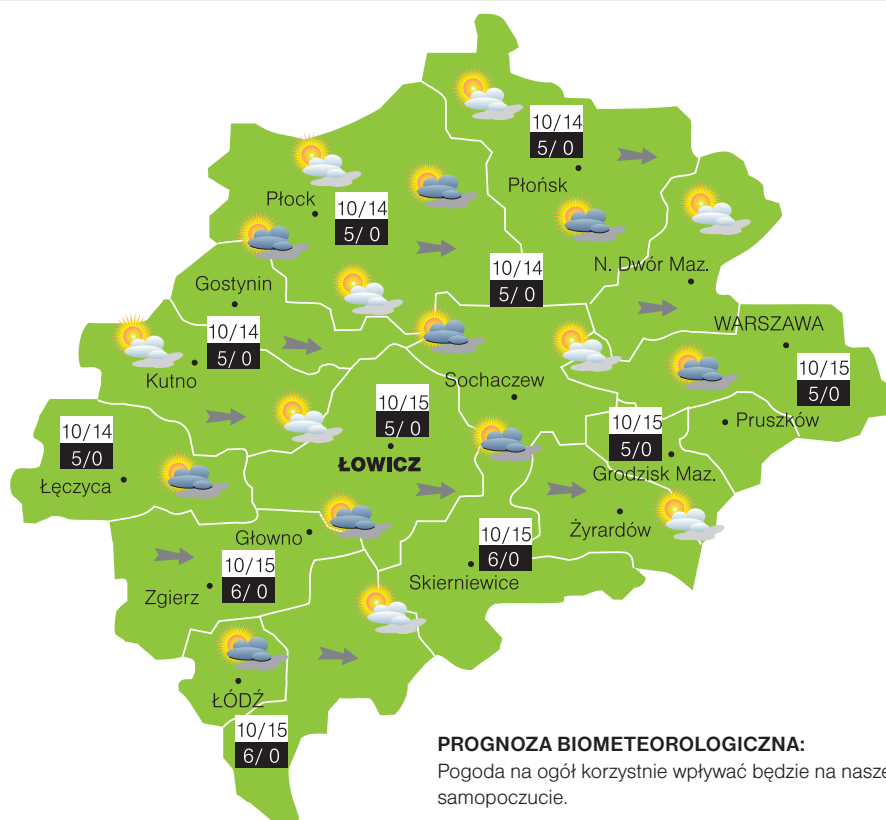 10/14
5/ 0
Płońsk
Płock
10/14
5/ 0
10/14
5/ 0
N. Dwór Maz.
Gostynin
10/14
5/ 0
Kutno
WARSZAWA
10/15
5/0
Sochaczew
10/15
5/ 0
ŁOWICZ
10/15
5/0
Pruszków
Grodzisk Maz.
10/14
5/0
Łęczyca
Żyrardów
Głowno
10/15
6/0
Skierniewice
10/15
6/ 0
Zgierz
ŁÓDŹ
10/15
6/ 0
PROGNOZA BIOMETEOROLOGICZNA:
Pogoda na ogół korzystnie wpływać będzie na nasze
samopoczucie.